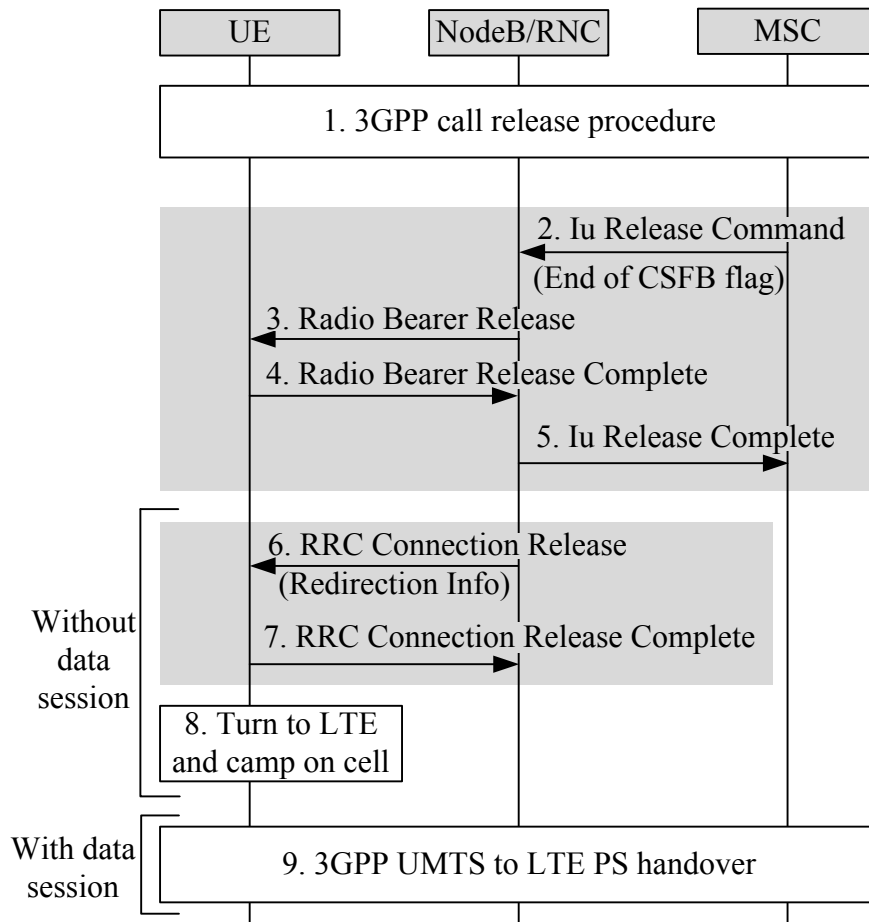 UE
NodeB/RNC
MSC
1. 3GPP call release procedure
2. Iu Release Command
(End of CSFB flag)
3. Radio Bearer Release
4. Radio Bearer Release Complete
5. Iu Release Complete
Without
data
session
6. RRC Connection Release
(Redirection Info)
7. RRC Connection Release Complete
8. Turn to LTE
and camp on cell
With data
session
9. 3GPP UMTS to LTE PS handover